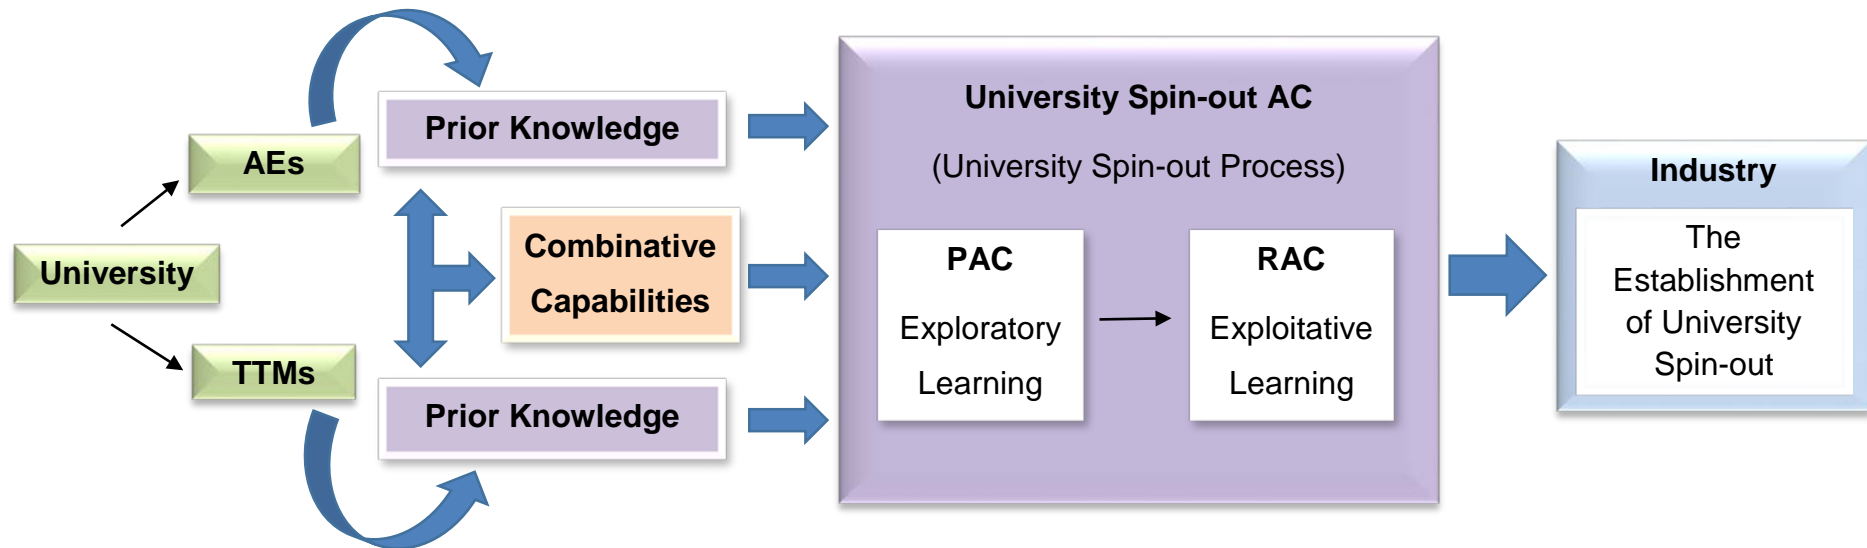 University
AEs
TTMs
Prior Knowledge
Combinative
Capabilities
Prior Knowledge
University Spin-out AC
(University Spin-out Process)
PAC
Exploratory
Learning
RAC
Exploitative
Learning
Industry
The
Establishment
of University
Spin-out